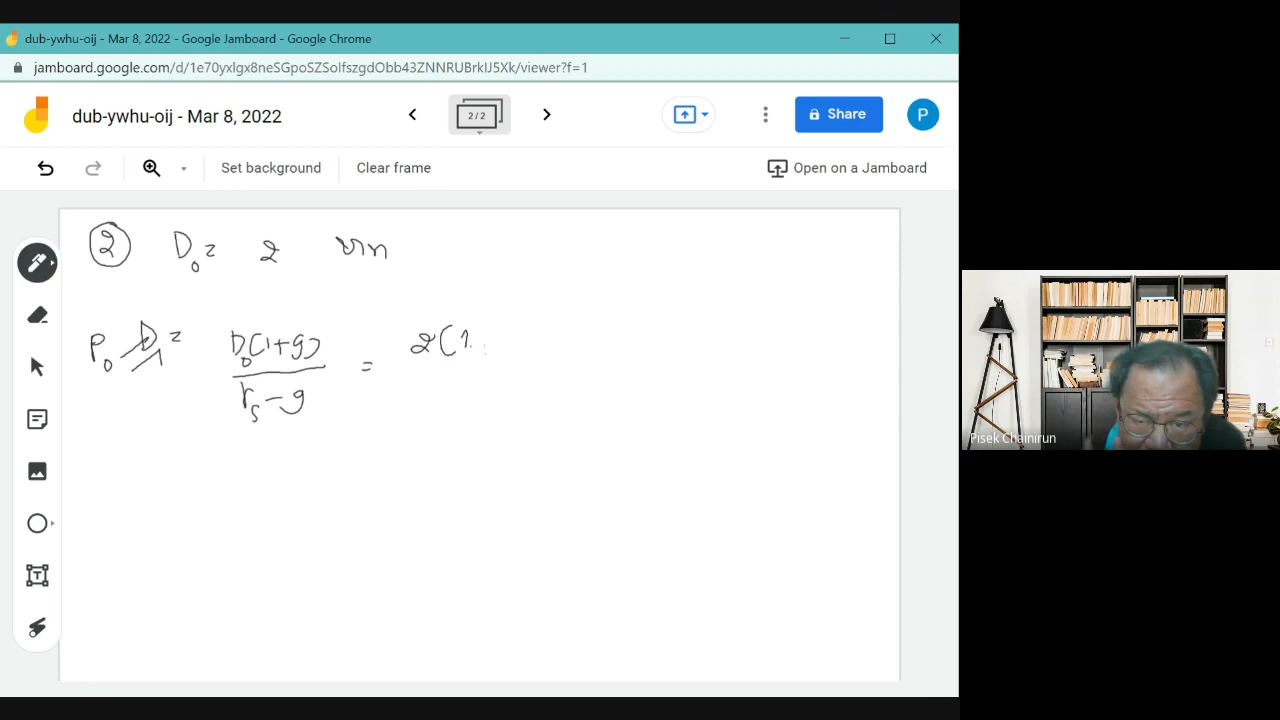 dub-ywhu-oij - Mar 8, 2022 - Google Jamboard - Google Chrome
jamboard.google.com/d/1e70yxlgx8neSGpoSZSolfszgdObb43ZNNRUBrkIJ5Xk/viewer?f=1
dub-ywhu-oij - Mar 8, 2022
2 / 2
Share
P
Set background
Clear frame
Open on a Jamboard
② D₀ = 2 บาท
P₀ D₁ = D₀(1+g) / rₛ - g = 2(1.
Pisek Chainirun